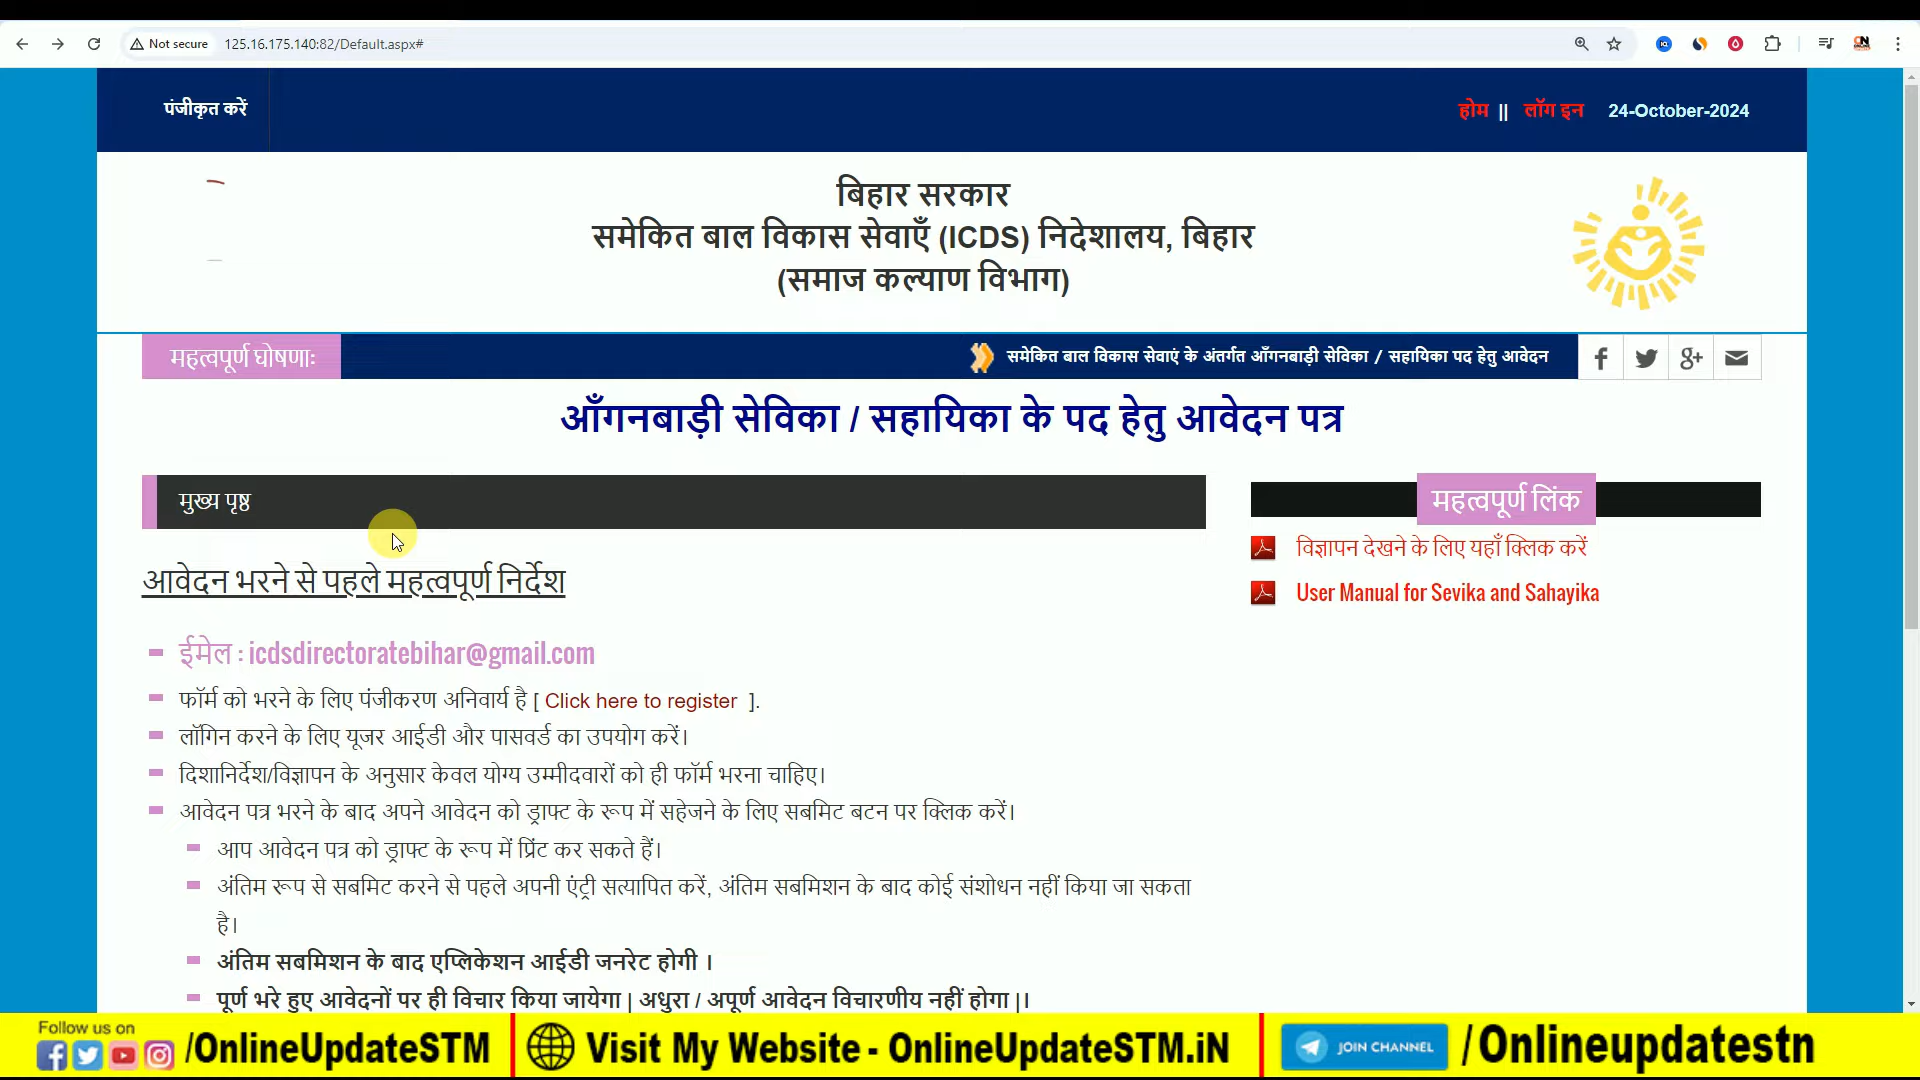 Not secure
125.16.175.140:82/Default.aspx#
पंजीकृत करें
होम || लॉग इन 24-October-2024
बिहार सरकार
समेकित बाल विकास सेवाएँ (ICDS) निदेशालय, बिहार
(समाज कल्याण विभाग)
महत्वपूर्ण घोषणाः
समेकित बाल विकास सेवाएं के अंतर्गत आँगनबाड़ी सेविका / सहायिका पद हेतु आवेदन
आँगनबाड़ी सेविका / सहायिका के पद हेतु आवेदन पत्र
मुख्य पृष्ठ
आवेदन भरने से पहले महत्वपूर्ण निर्देश
ईमेल : icdsdirectoratebihar@gmail.com
फॉर्म को भरने के लिए पंजीकरण अनिवार्य है [ Click here to register ].
लॉगिन करने के लिए यूजर आईडी और पासवर्ड का उपयोग करें।
दिशानिर्देश/विज्ञापन के अनुसार केवल योग्य उम्मीदवारों को ही फॉर्म भरना चाहिए।
आवेदन पत्र भरने के बाद अपने आवेदन को ड्राफ्ट के रूप में सहेजने के लिए सबमिट बटन पर क्लिक करें।
आप आवेदन पत्र को ड्राफ्ट के रूप में प्रिंट कर सकते हैं।
अंतिम रूप से सबमिट करने से पहले अपनी एंट्री सत्यापित करें, अंतिम सबमिशन के बाद कोई संशोधन नहीं किया जा सकता
है।
अंतिम सबमिशन के बाद एप्लिकेशन आईडी जनरेट होगी ।
पूर्ण भरे हुए आवेदनों पर ही विचार किया जायेगा | अधुरा / अपूर्ण आवेदन विचारणीय नहीं होगा ||
महत्वपूर्ण लिंक
विज्ञापन देखने के लिए यहाँ क्लिक करें
User Manual for Sevika and Sahayika
Follow us on
/OnlineUpdateSTM
Visit My Website - OnlineUpdateSTM.iN
JOIN CHANNEL
/Onlineupdatestn